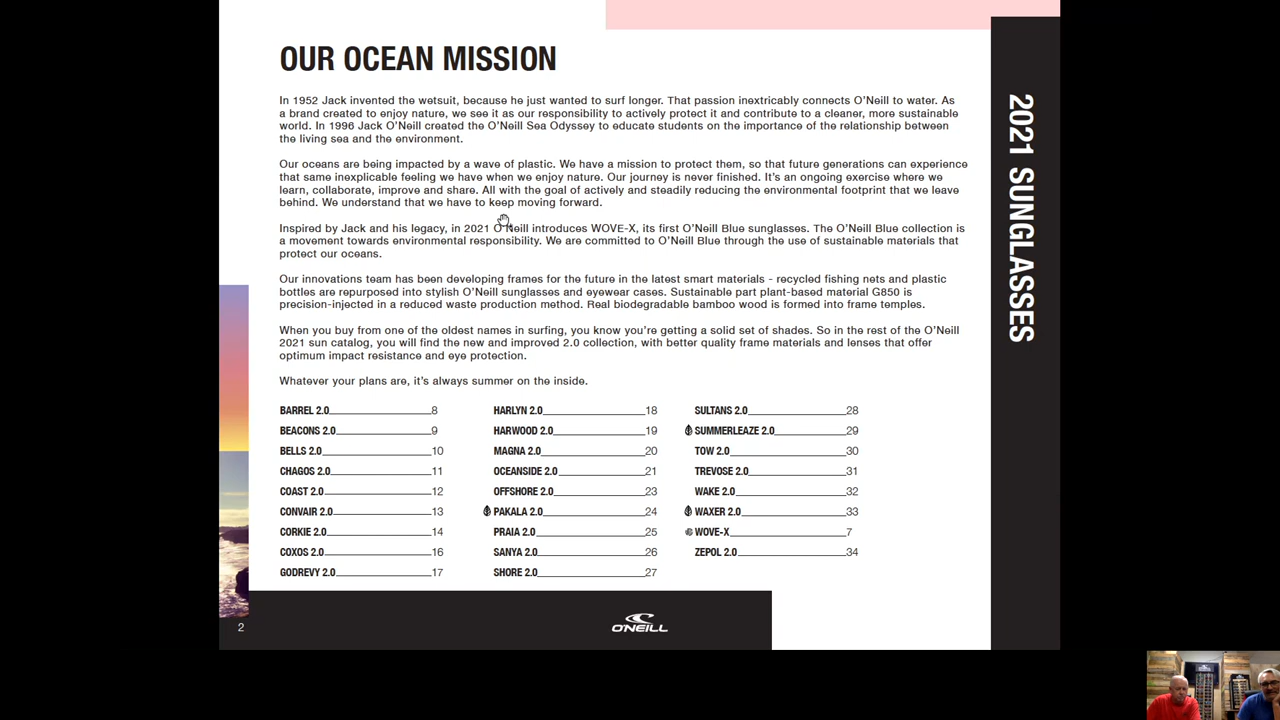 OUR OCEAN MISSION
In 1952 Jack invented the wetsuit, because he just wanted to surf longer. That passion inextricably connects O'Neill to water. As
a brand created to enjoy nature, we see it as our responsibility to actively protect it and contribute to a cleaner, more sustainable
world. In 1996 Jack O'Neill created the O'Neill Sea Odyssey to educate students on the importance of the relationship between
the living sea and the environment.
Our oceans are being impacted by a wave of plastic. We have a mission to protect them, so that future generations can experience
that same inexplicable feeling we have when we enjoy nature. Our journey is never finished. It's an ongoing exercise where we
learn, collaborate, improve and share. All with the goal of actively and steadily reducing the environmental footprint that we leave
behind. We understand that we have to keep moving forward.
Inspired by Jack and his legacy, in 2021 O'Neill introduces WOVE-X, its first O'Neill Blue sunglasses. The O'Neill Blue collection is
a movement towards environmental responsibility. We are committed to O'Neill Blue through the use of sustainable materials that
protect our oceans.
Our innovations team has been developing frames for the future in the latest smart materials - recycled fishing nets and plastic
bottles are repurposed into stylish O'Neill sunglasses and eyewear cases. Sustainable part plant-based material G850 is
precision-injected in a reduced waste production method. Real biodegradable bamboo wood is formed into frame temples.
When you buy from one of the oldest names in surfing, you know you're getting a solid set of shades. So in the rest of the O'Neill
2021 sun catalog, you will find the new and improved 2.0 collection, with better quality frame materials and lenses that offer
optimum impact resistance and eye protection.
Whatever your plans are, it's always summer on the inside.
BARREL 2.0 8
BEACONS 2.0 9
BELLS 2.0 10
CHAGOS 2.0 11
COAST 2.0 12
CONVAIR 2.0 13
CORKIE 2.0 14
COXOS 2.0 16
GODREVY 2.0 17
HARLYN 2.0 18
HARWOOD 2.0 19
MAGNA 2.0 20
OCEANSIDE 2.0 21
OFFSHORE 2.0 23
PAKALA 2.0 24
PRAIA 2.0 25
SANYA 2.0 26
SHORE 2.0 27
SULTANS 2.0 28
SUMMERLEAZE 2.0 29
TOW 2.0 30
TREVOSE 2.0 31
WAKE 2.0 32
WAXER 2.0 33
WOVE-X 7
ZEPOL 2.0 34
2021 SUNGLASSES
2
O'NEILL